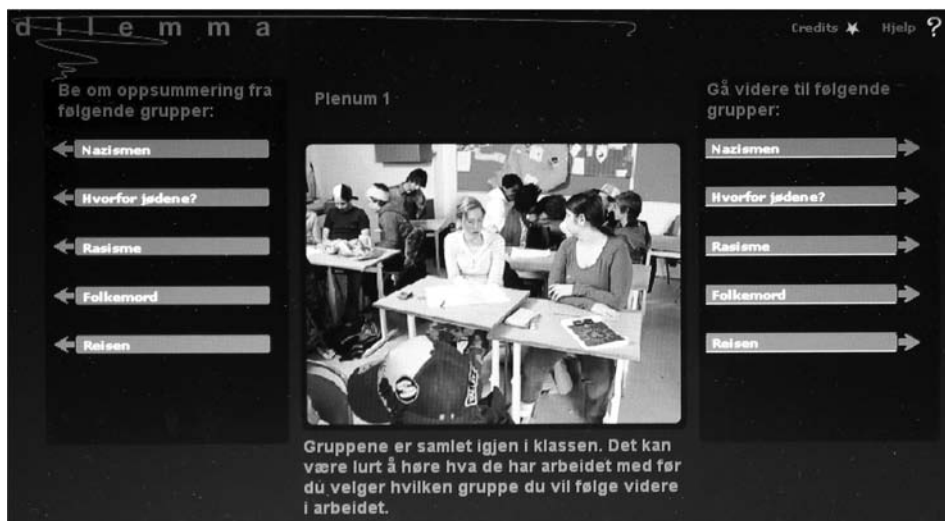 dilemma
Credits
Hjelp ?
Be om oppsummering fra
følgende grupper:
Nazismen
Hvorfor jødene?
Rasisme
Folkemord
Reisen
Plenum 1
Gruppene er samlet igjen i klassen. Det kan
være lurt å høre hva de har arbeidet med før
du velger hvilken gruppe du vil følge videre
i arbeidet.
Gå videre til følgende
grupper:
Nazismen
Hvorfor jødene?
Rasisme
Folkemord
Reisen